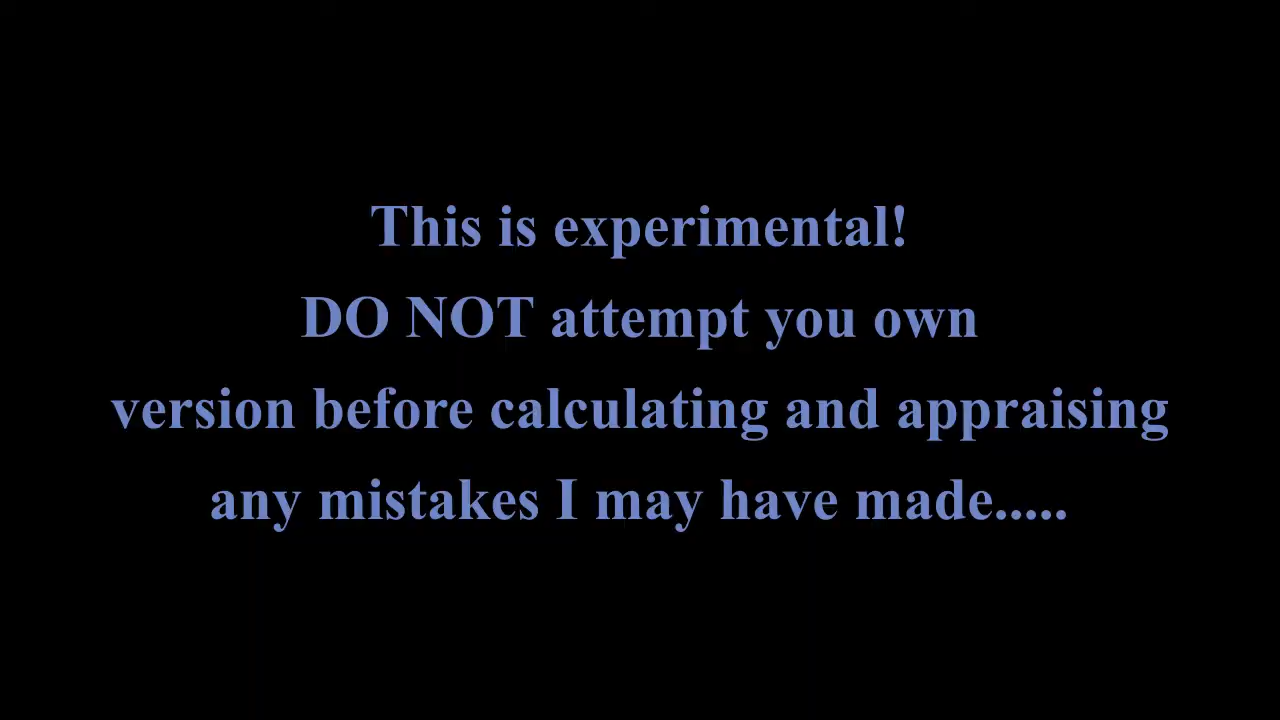 This is experimental!
DO NOT attempt you own
version before calculating and appraising
any mistakes I may have made.....